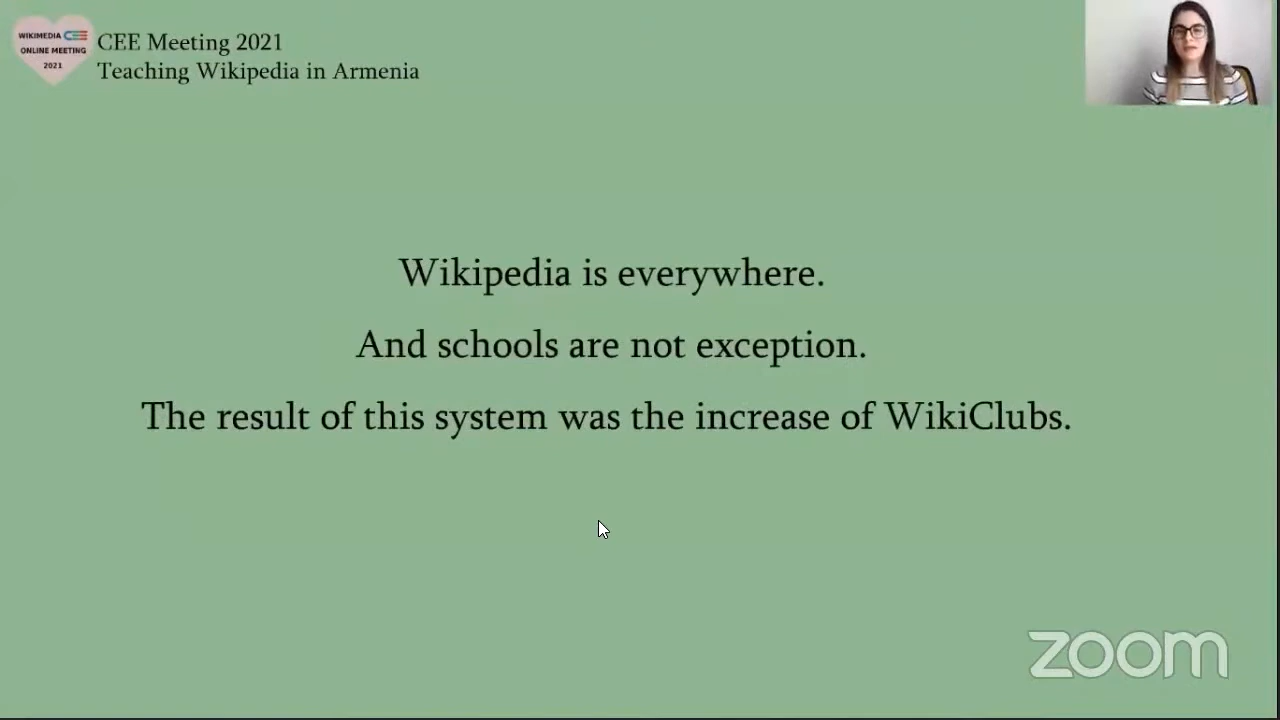 WIKIMEDIA CEE
ONLINE MEETING
2021
CEE Meeting 2021
Teaching Wikipedia in Armenia
Wikipedia is everywhere.
And schools are not exception.
The result of this system was the increase of WikiClubs.
zoom